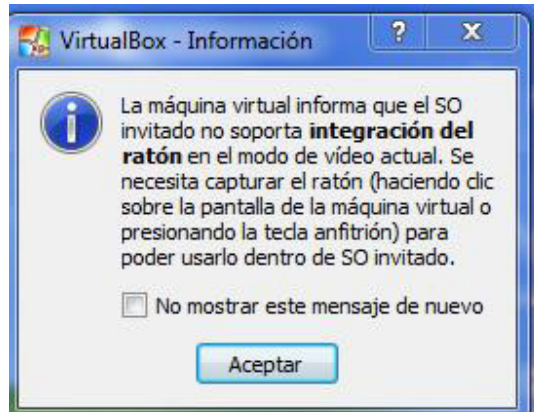 VirtualBox - Información
La máquina virtual informa que el SO
invitado no soporta integración del
ratón en el modo de vídeo actual. Se
necesita capturar el ratón (haciendo clic
sobre la pantalla de la máquina virtual o
presionando la tecla anfitrión) para
poder usarlo dentro de SO invitado.
No mostrar este mensaje de nuevo
Aceptar